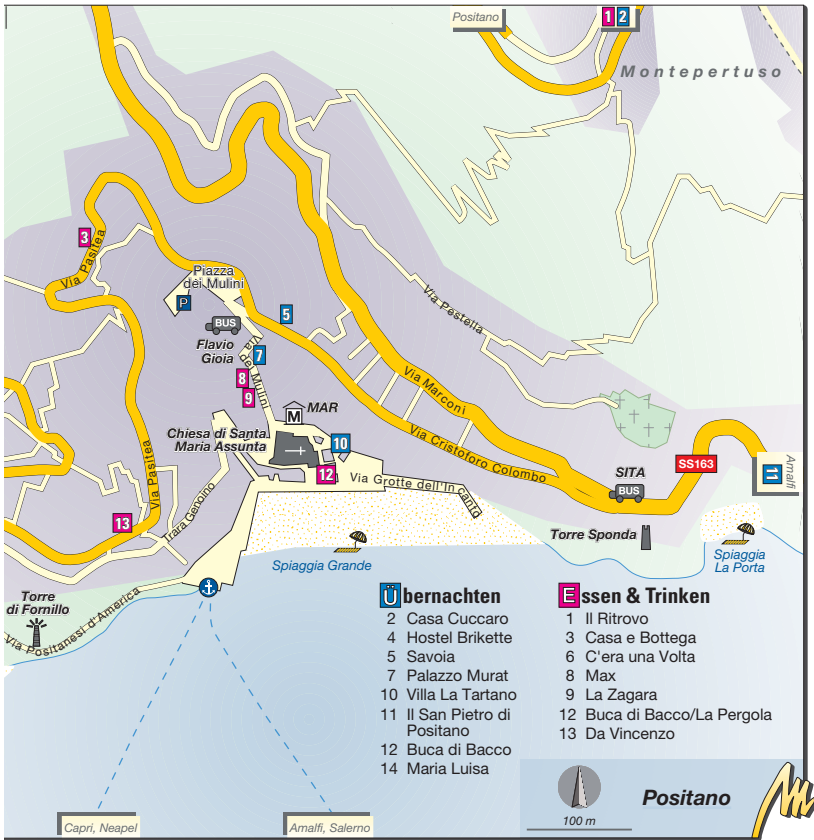 Positano
1 2
Montepertuso
3
Via Pasitea
Piazza
dei Mulini
P
BUS
Flavio
Gioia
5
Via dei Mulini
7
8
9
Via Pestella
Via Marconi
M MAR
Chiesa di Santa
Maria Assunta
10
12
Via Cristoforo Colombo
Via Grotte dell'In canto
SITA
BUS
SS163
11
Amalfi
Via Pasitea
13
Trara Genoino
Torre Sponda
Spiaggia Grande
Spiaggia
La Porta
Torre
di Fornillo
Via Positanesi d'America
Übernachten
2 Casa Cuccaro
4 Hostel Brikette
5 Savoia
7 Palazzo Murat
10 Villa La Tartano
11 Il San Pietro di
Positano
12 Buca di Bacco
14 Maria Luisa
Essen & Trinken
1 Il Ritrovo
3 Casa e Bottega
6 C'era una Volta
8 Max
9 La Zagara
12 Buca di Bacco/La Pergola
13 Da Vincenzo
100 m
Positano
Capri, Neapel
Amalfi, Salerno